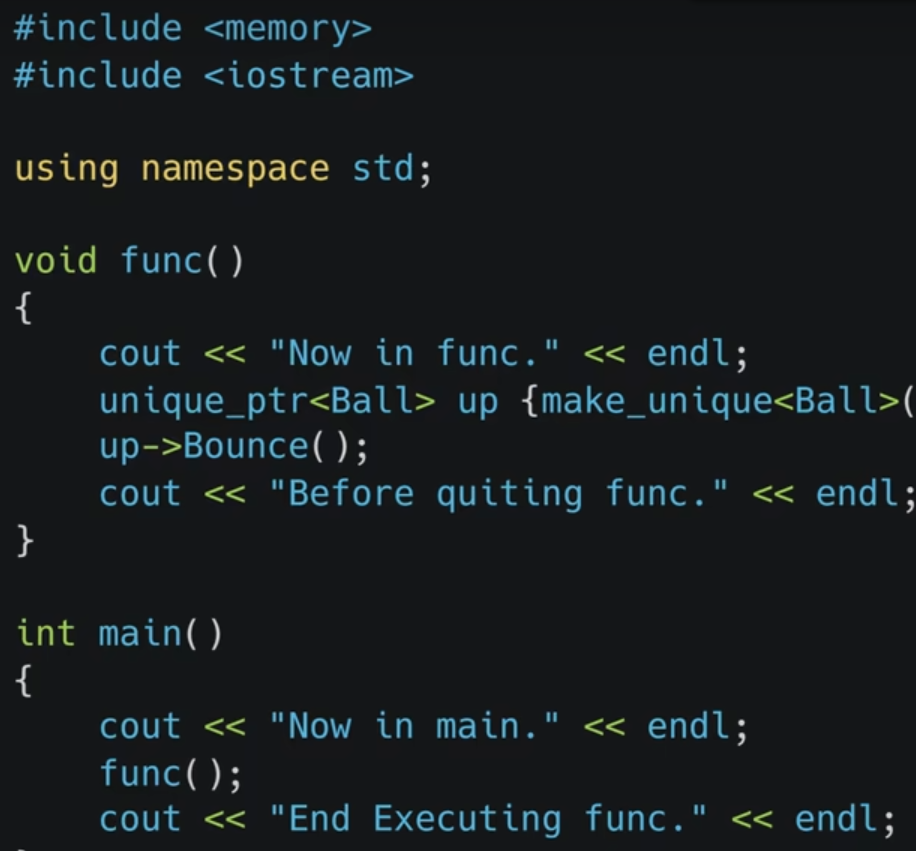 #include <memory>
#include <iostream>

using namespace std;

void func()
{
    cout << "Now in func." << endl;
    unique_ptr<Ball> up {make_unique<Ball>(
    up->Bounce();
    cout << "Before quiting func." << endl;
}

int main()
{
    cout << "Now in main." << endl;
    func();
    cout << "End Executing func." << endl;